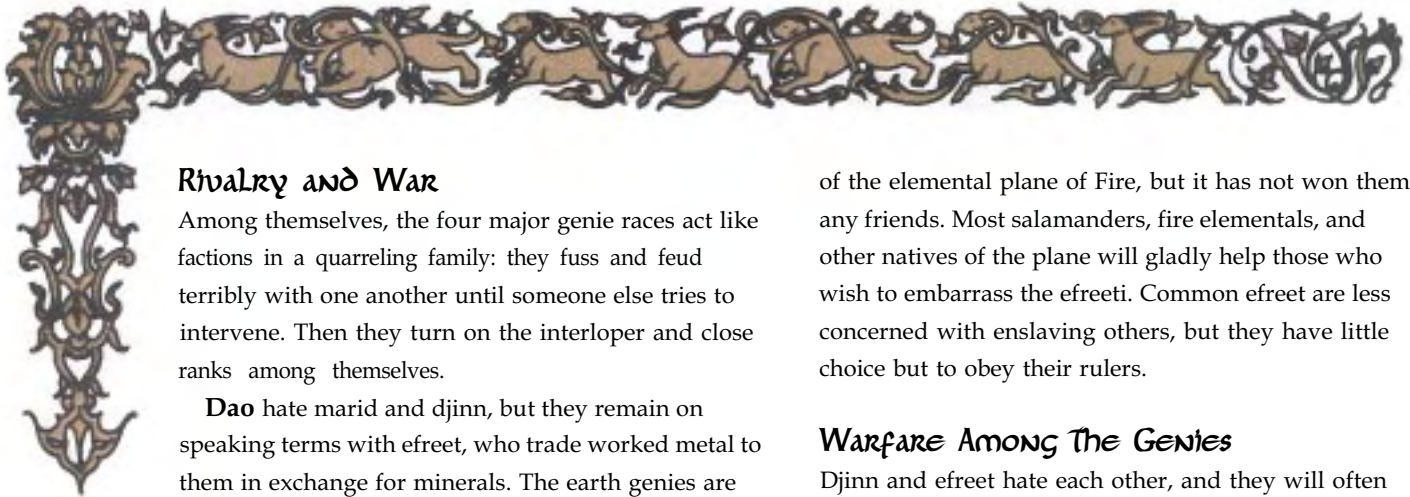 Rivalry and War
Among themselves, the four major genie races act like
factions in a quarreling family: they fuss and feud
terribly with one another until someone else tries to
intervene. Then they turn on the interloper and close
ranks among themselves.
Dao hate marid and djinn, but they remain on
speaking terms with efreet, who trade worked metal to
them in exchange for minerals. The earth genies are
of the elemental plane of Fire, but it has not won them
any friends. Most salamanders, fire elementals, and
other natives of the plane will gladly help those who
wish to embarrass the efreeti. Common efreet are less
concerned with enslaving others, but they have little
choice but to obey their rulers.
Warfare Among The Genies
Djinn and efreet hate each other, and they will often